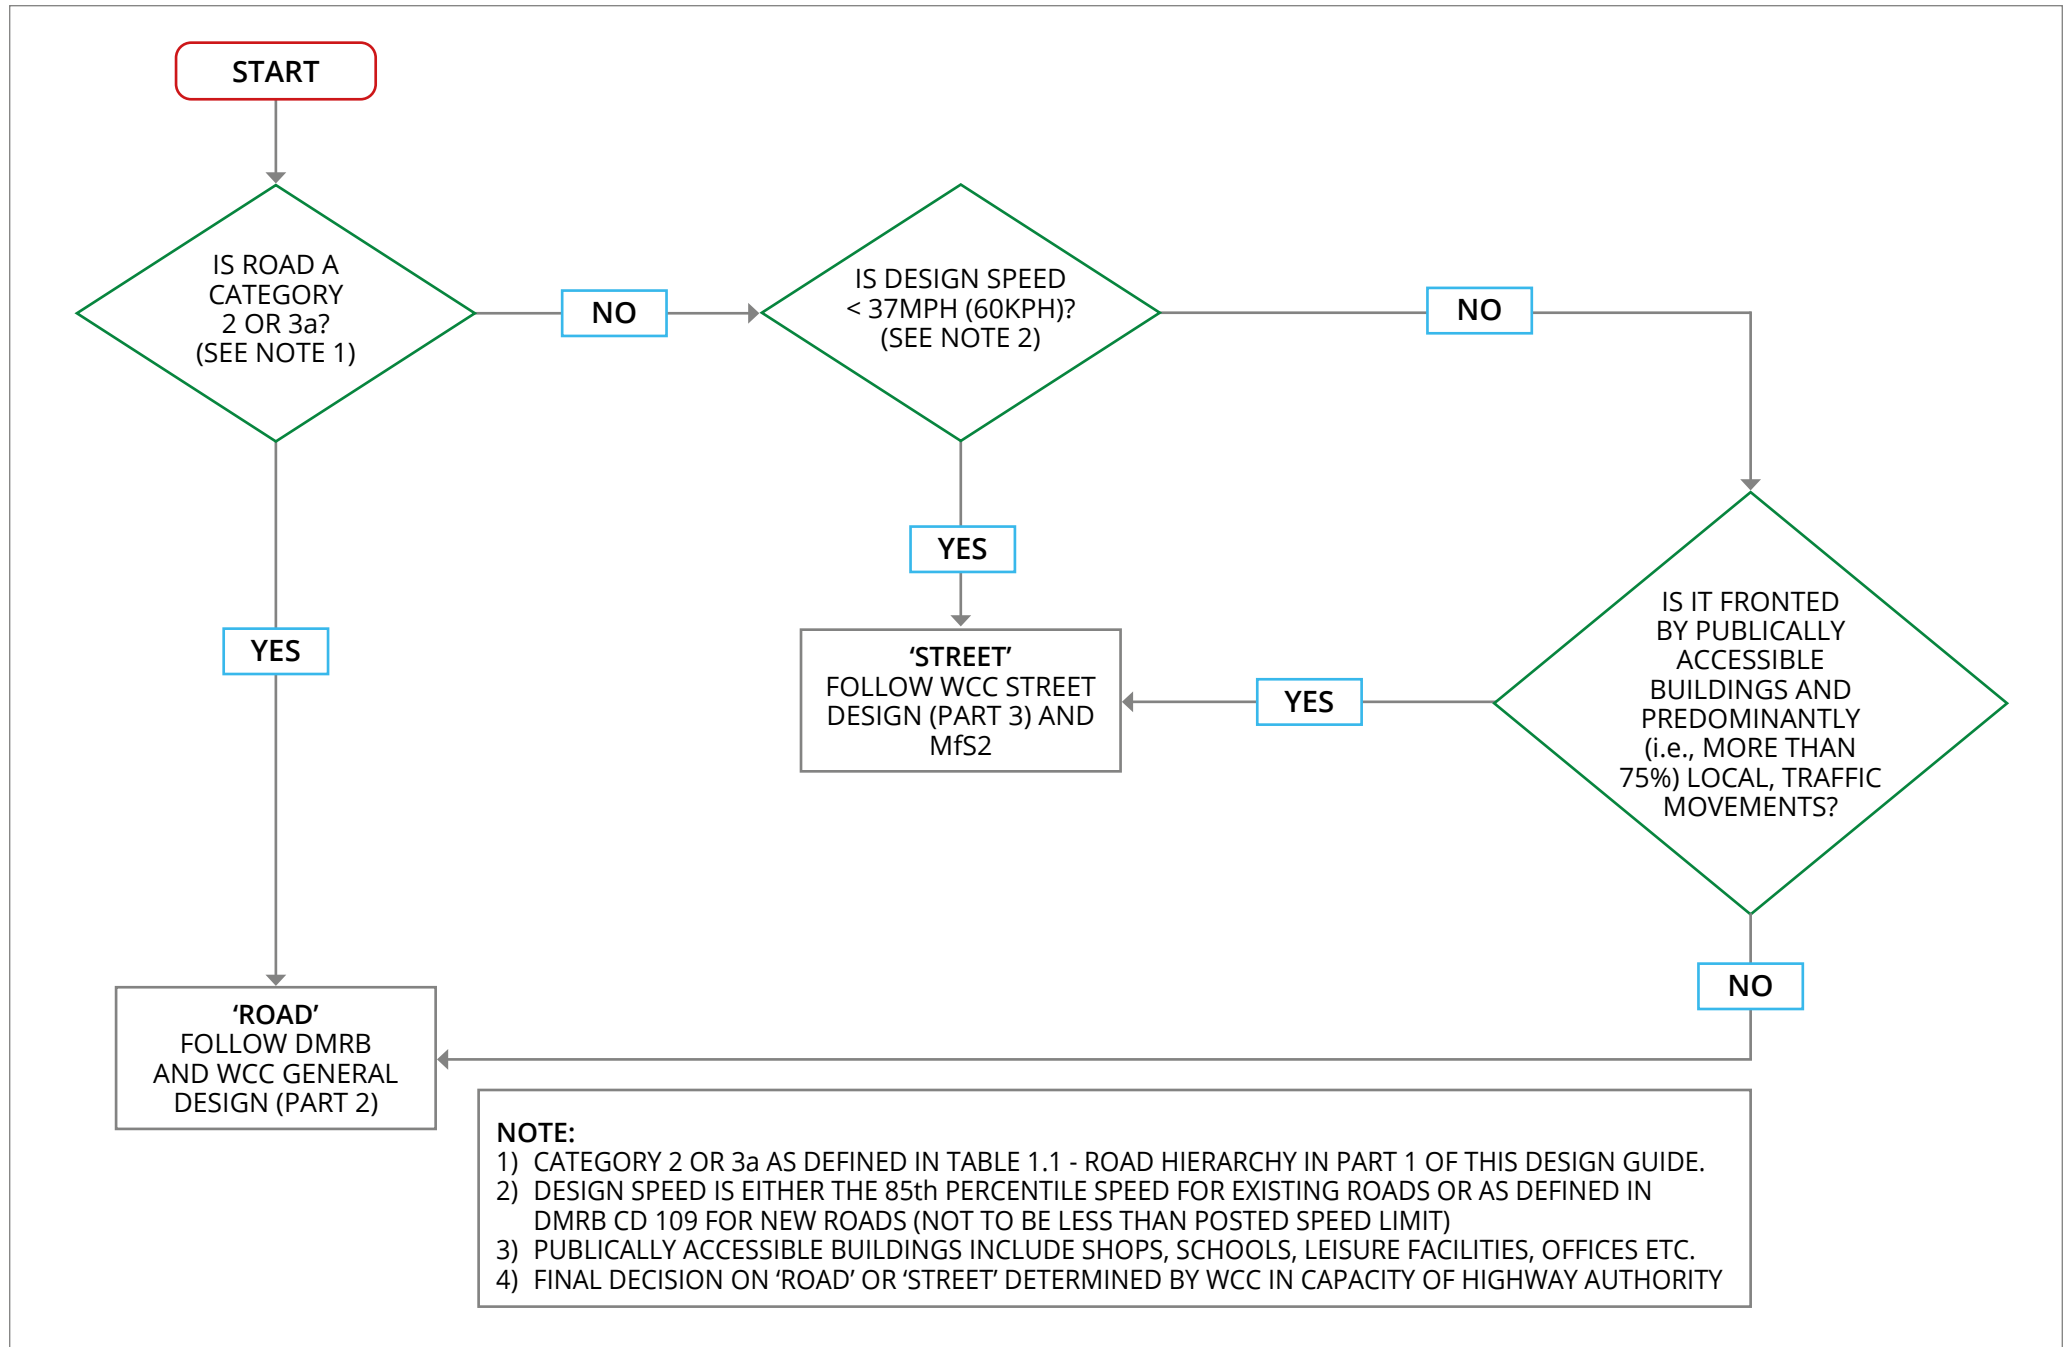 START
IS ROAD A
CATEGORY
2 OR 3a?
(SEE NOTE 1)
NO
IS DESIGN SPEED
< 37MPH (60KPH)?
(SEE NOTE 2)
NO
YES
YES
‘STREET’
FOLLOW WCC STREET
DESIGN (PART 3) AND
MfS2
YES
IS IT FRONTED
BY PUBLICALLY
ACCESSIBLE
BUILDINGS AND
PREDOMINANTLY
(i.e., MORE THAN
75%) LOCAL, TRAFFIC
MOVEMENTS?
NO
‘ROAD’
FOLLOW DMRB
AND WCC GENERAL
DESIGN (PART 2)
NOTE:
1) CATEGORY 2 OR 3a AS DEFINED IN TABLE 1.1 - ROAD HIERARCHY IN PART 1 OF THIS DESIGN GUIDE.
2) DESIGN SPEED IS EITHER THE 85th PERCENTILE SPEED FOR EXISTING ROADS OR AS DEFINED IN
DMRB CD 109 FOR NEW ROADS (NOT TO BE LESS THAN POSTED SPEED LIMIT)
3) PUBLICALLY ACCESSIBLE BUILDINGS INCLUDE SHOPS, SCHOOLS, LEISURE FACILITIES, OFFICES ETC.
4) FINAL DECISION ON ‘ROAD’ OR ‘STREET’ DETERMINED BY WCC IN CAPACITY OF HIGHWAY AUTHORITY